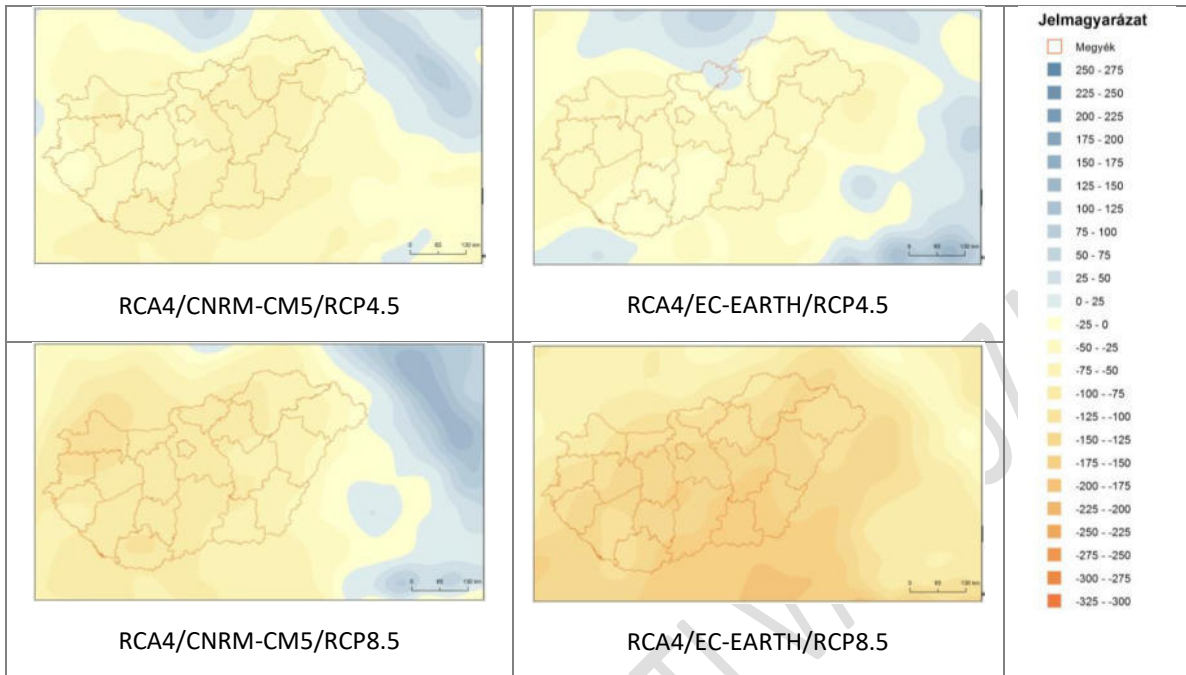 RCA4/CNRM-CM5/RCP4.5
RCA4/EC-EARTH/RCP4.5
RCA4/CNRM-CM5/RCP8.5
RCA4/EC-EARTH/RCP8.5
Jelmagyarázat
Megyék
250 - 275
225 - 250
200 - 225
175 - 200
150 - 175
125 - 150
100 - 125
75 - 100
50 - 75
25 - 50
0 - 25
-25 - 0
-50 - -25
-75 - -50
-100 - -75
-125 - -100
-150 - -125
-175 - -150
-200 - -175
-225 - -200
-250 - -225
-275 - -250
-300 - -275
-325 - -300